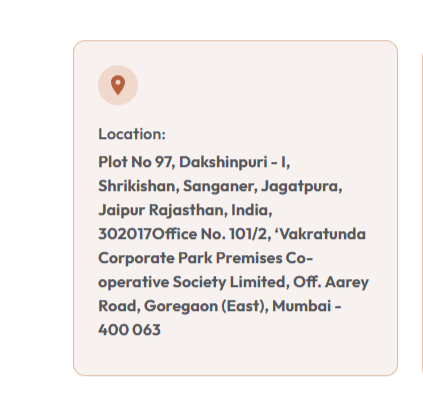 Location:
Plot No 97, Dakshinpuri - I,
Shrikishan, Sanganer, Jagatpura,
Jaipur Rajasthan, India,
302017Office No. 101/2, ‘Vakratunda
Corporate Park Premises Co-
operative Society Limited, Off. Aarey
Road, Goregaon (East), Mumbai -
400 063